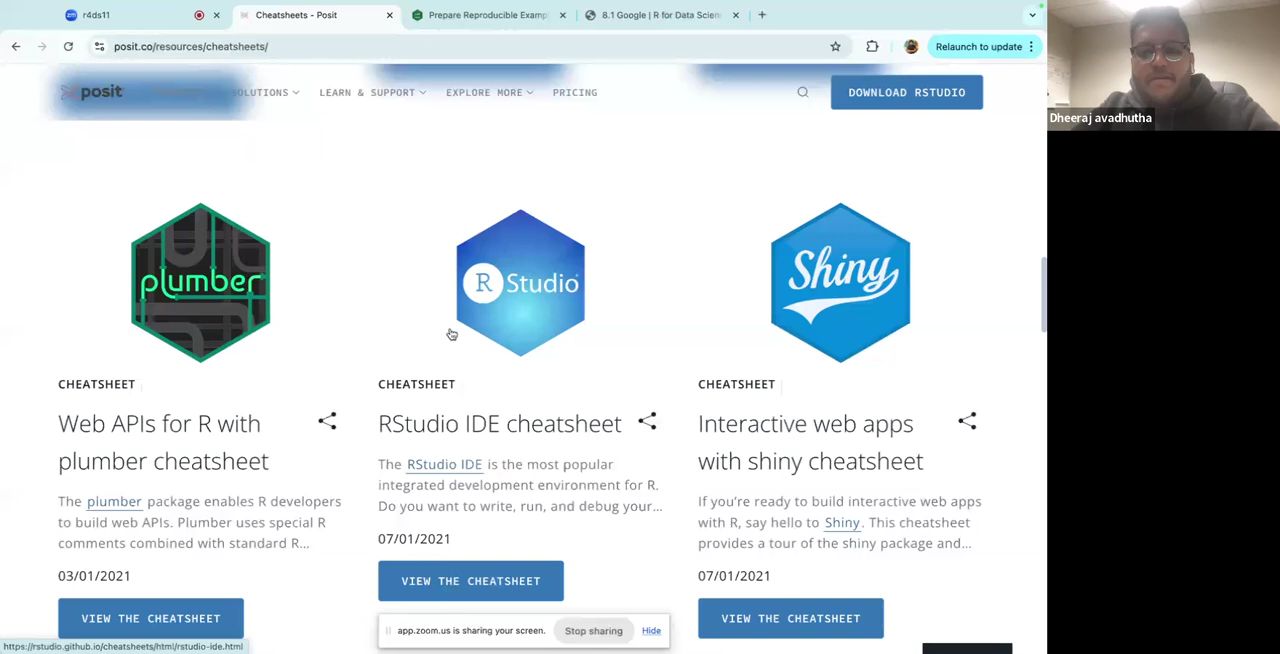 r4ds11
Cheatsheets - Posit
Prepare Reproducible Examp
8.1 Google | R for Data Scien
posit.co/resources/cheatsheets/
Relaunch to update
Dheeraj avadhutha
posit
SOLUTIONS
LEARN & SUPPORT
EXPLORE MORE
PRICING
DOWNLOAD RSTUDIO
plumber
R Studio
Shiny
CHEATSHEET
Web APIs for R with
plumber cheatsheet
The plumber package enables R developers
to build web APIs. Plumber uses special R
comments combined with standard R...
03/01/2021
VIEW THE CHEATSHEET
CHEATSHEET
RStudio IDE cheatsheet
The RStudio IDE is the most popular
integrated development environment for R.
Do you want to write, run, and debug your...
07/01/2021
VIEW THE CHEATSHEET
CHEATSHEET
Interactive web apps
with shiny cheatsheet
If you're ready to build interactive web apps
with R, say hello to Shiny. This cheatsheet
provides a tour of the shiny package and...
07/01/2021
VIEW THE CHEATSHEET
app.zoom.us is sharing your screen.
Stop sharing
Hide
https://rstudio.github.io/cheatsheets/html/rstudio-ide.html